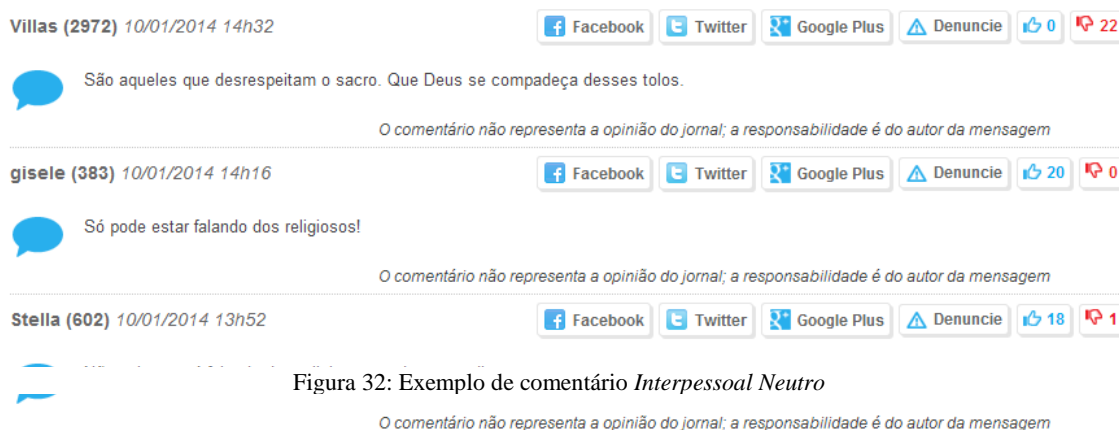 Villas (2972) 10/01/2014 14h32 Facebook Twitter Google Plus Denuncie 0 22
São aqueles que desrespeitam o sacro. Que Deus se compadeça desses tolos.
O comentário não representa a opinião do jornal; a responsabilidade é do autor da mensagem
gisele (383) 10/01/2014 14h16 Facebook Twitter Google Plus Denuncie 20 0
Só pode estar falando dos religiosos!
O comentário não representa a opinião do jornal; a responsabilidade é do autor da mensagem
Stella (602) 10/01/2014 13h52 Facebook Twitter Google Plus Denuncie 18 1
Figura 32: Exemplo de comentário Interpessoal Neutro
O comentário não representa a opinião do jornal; a responsabilidade é do autor da mensagem